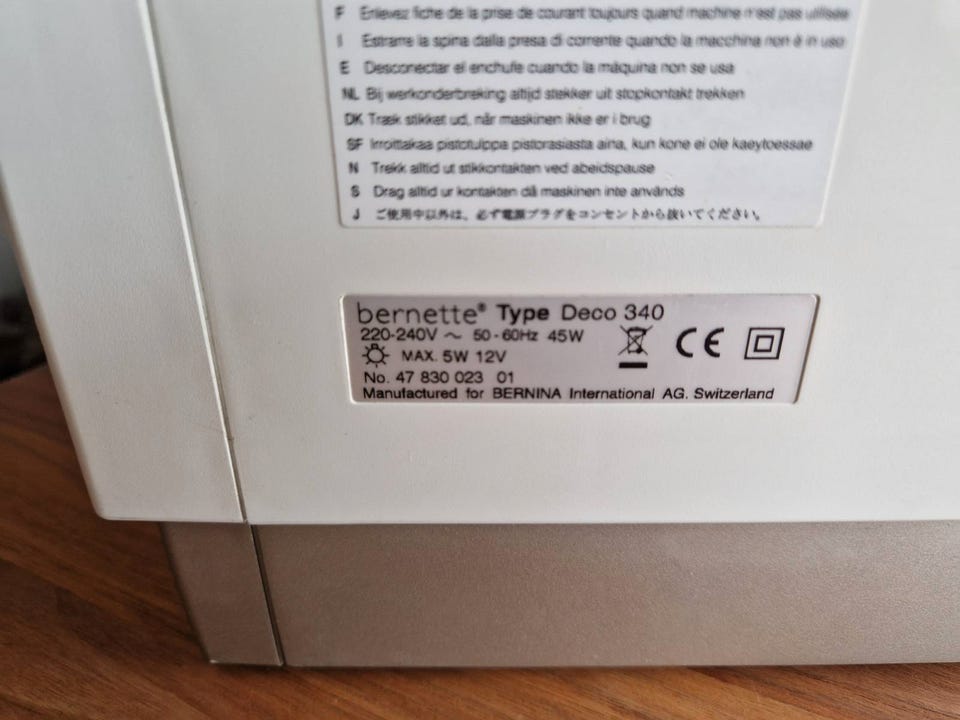 F Enlevez fiche de la prise de courant toujours quand machine n'est pas utilisée
I Estrarre la spina dalla presa di corrente quando la macchina non è in uso
E Desconectar el enchufe cuando la máquina non se usa
NL Bij werkonderbreking altijd stekker uit stopkontakt trekken
DK Træk stikket ud, når maskinen ikke er i brug
SF Irroittakaa pistotulppa pistorasiasta aina, kun kone ei ole kaeytoessae
N Trekk alltid ut stikkontakten ved abeidspause
S Drag alltid ur kontakten då maskinen inte används
J ご使用中以外は、必ず電源プラグをコンセントから抜いてください。
bernette® Type Deco 340
220-240V ~ 50-60Hz 45W
MAX. 5W 12V
CE
No. 47 830 023 01
Manufactured for BERNINA International AG. Switzerland